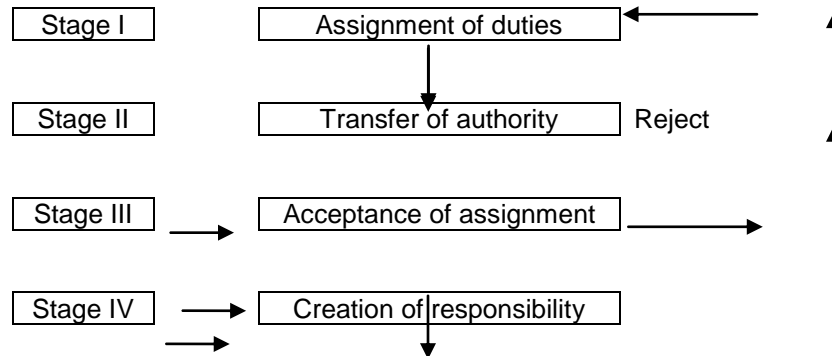 Stage I Assignment of duties
Stage II Transfer of authority Reject
Stage III Acceptance of assignment
Stage IV Creation of responsibility